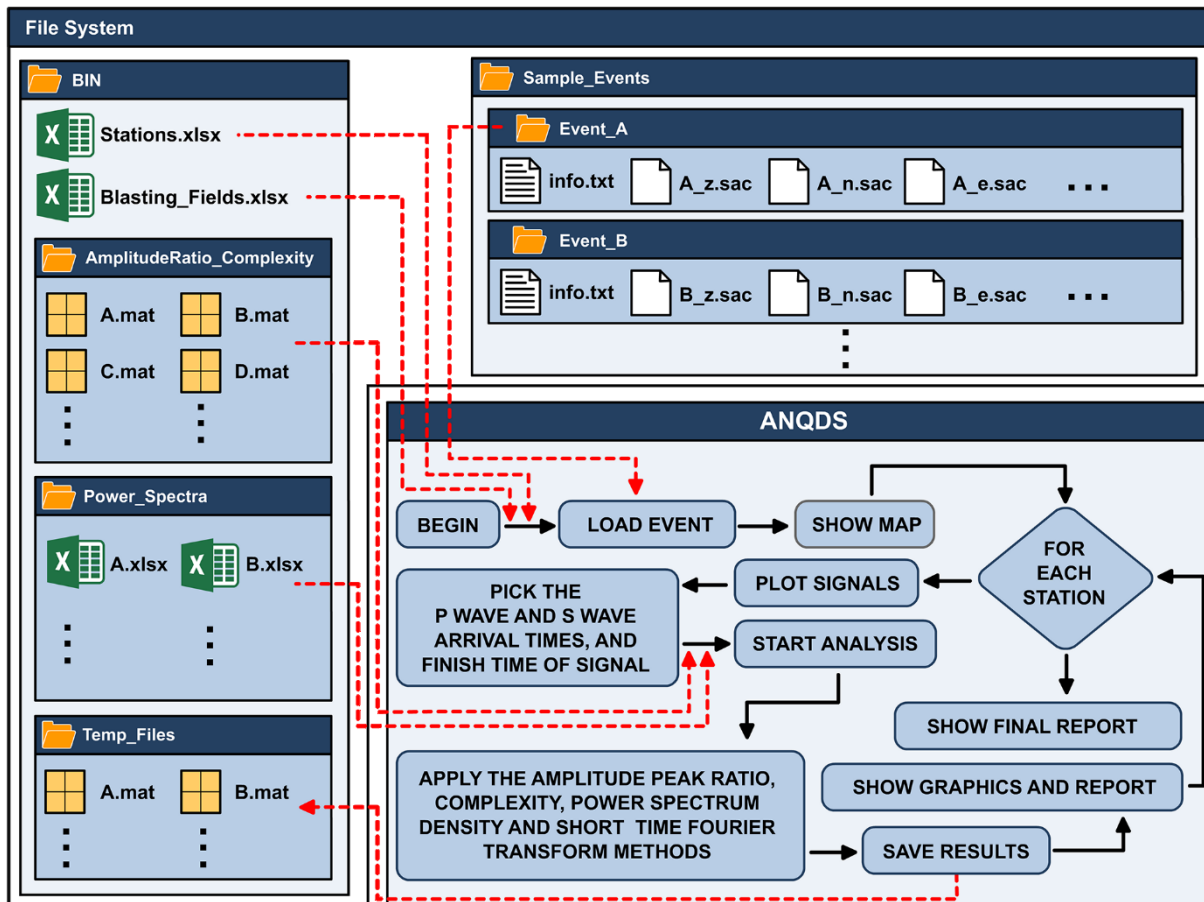 File System
BIN
Stations.xlsx
Blasting_Fields.xlsx
AmplitudeRatio_Complexity
A.mat
B.mat
C.mat
D.mat
Power_Spectra
A.xlsx
B.xlsx
Temp_Files
A.mat
B.mat
Sample_Events
Event_A
info.txt
A_z.sac
A_n.sac
A_e.sac
...
Event_B
info.txt
B_z.sac
B_n.sac
B_e.sac
...
ANQDS
BEGIN
LOAD EVENT
SHOW MAP
FOR
EACH
STATION
PLOT SIGNALS
PICK THE
P WAVE AND S WAVE
ARRIVAL TIMES, AND
FINISH TIME OF SIGNAL
START ANALYSIS
APPLY THE AMPLITUDE PEAK RATIO,
COMPLEXITY, POWER SPECTRUM
DENSITY AND SHORT TIME FOURIER
TRANSFORM METHODS
SAVE RESULTS
SHOW GRAPHICS AND REPORT
SHOW FINAL REPORT